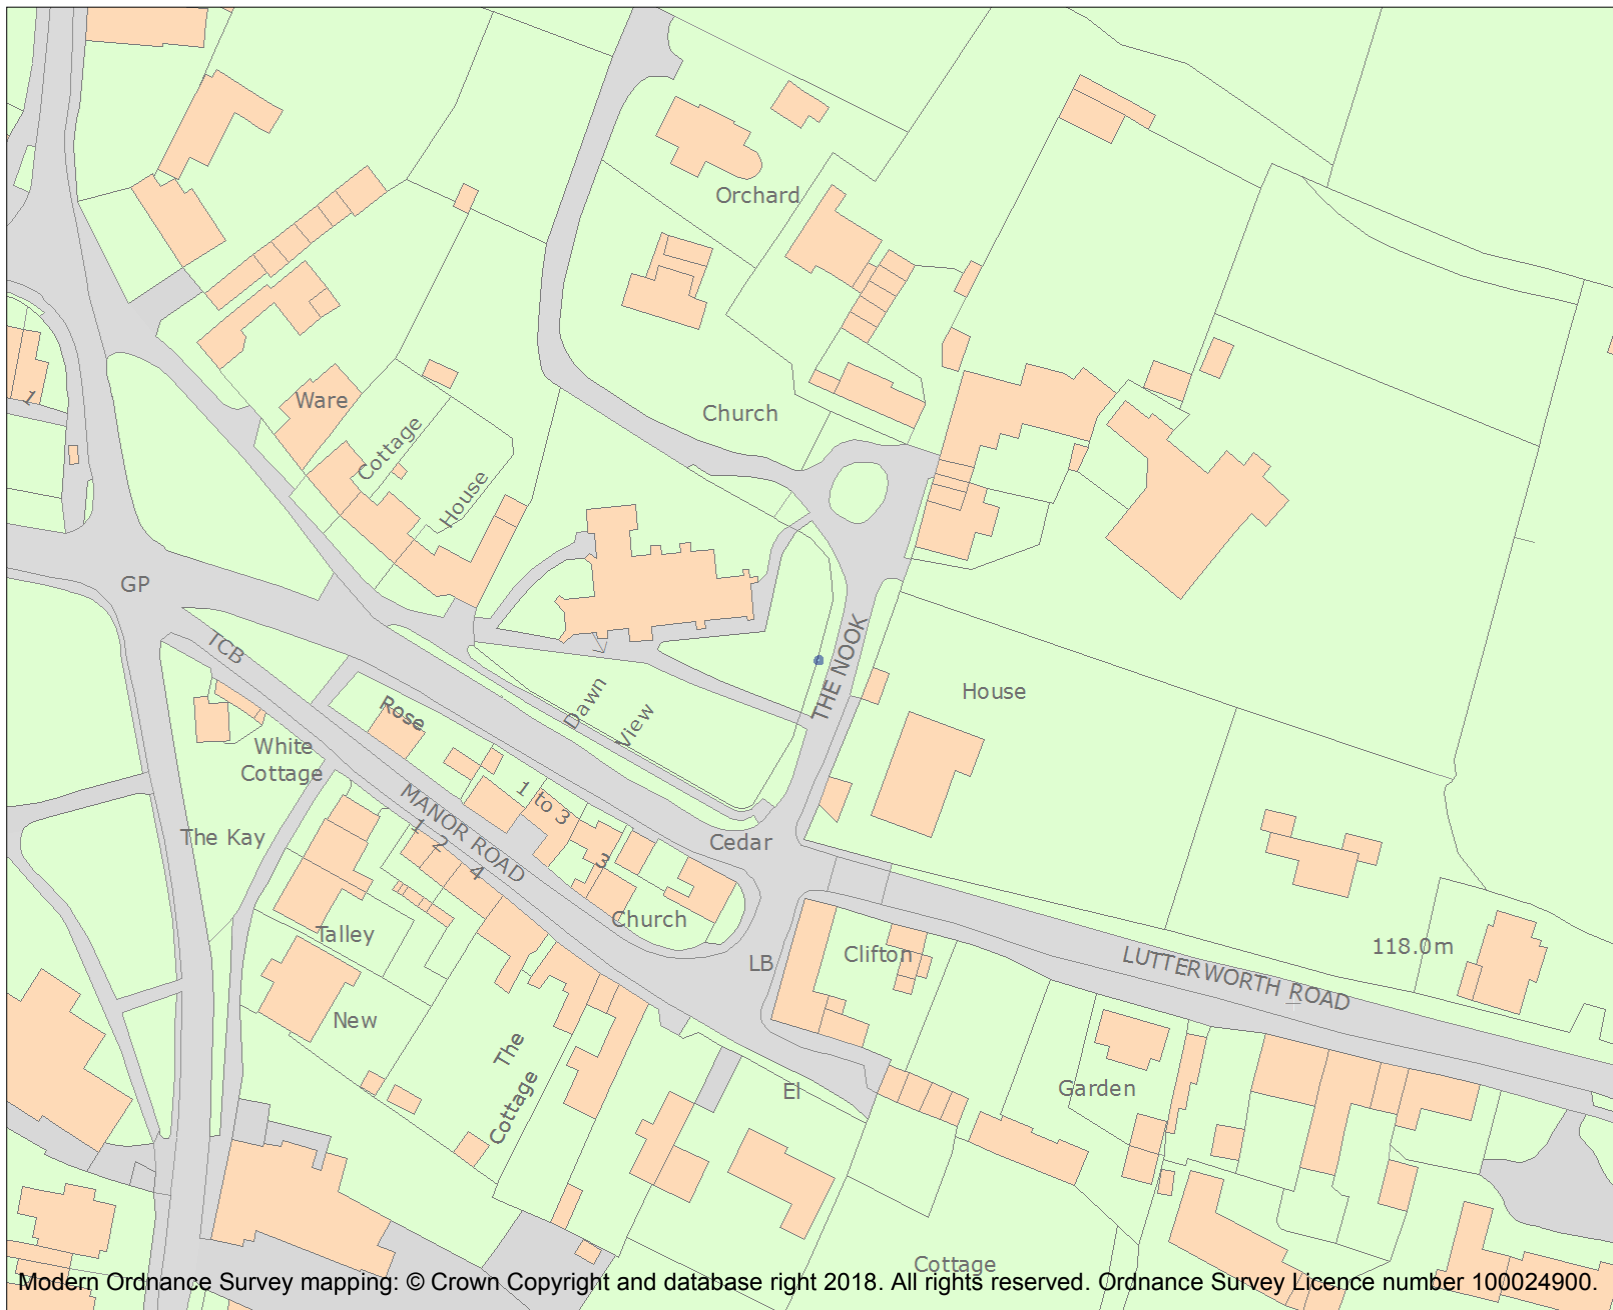 Orchard
1
Ware
Cottage
House
Church
GP
TCB
THE NOOK
House
Dawn
View
Rose
White
Cottage
1 to 3
MANOR ROAD
The Kay
1
2
4
3
Cedar
Church
Talley
LB
Clifton
LUTTERWORTH ROAD
118.0m
New
The
Cottage
El
Garden
Cottage
Modern Ordnance Survey mapping: © Crown Copyright and database right 2018. All rights reserved. Ordnance Survey Licence number 100024900.